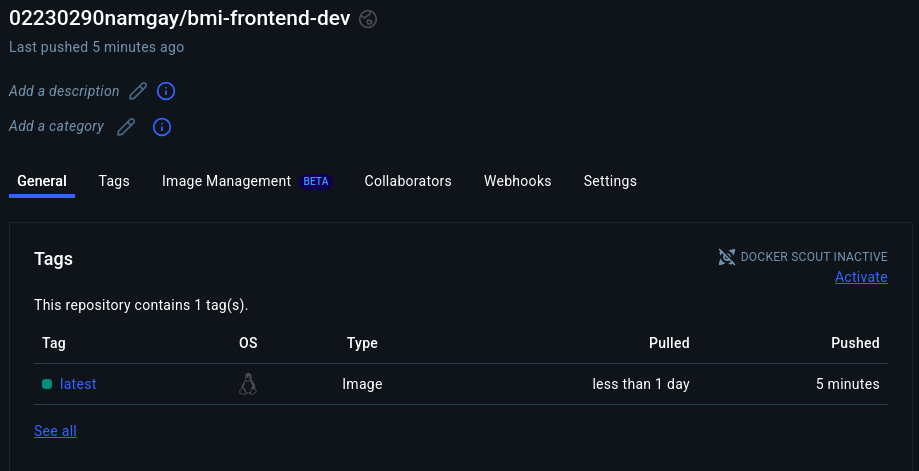 02230290namgay/bmi-frontend-dev
Last pushed 5 minutes ago
Add a description
Add a category
General Tags Image Management BETA Collaborators Webhooks Settings
Tags
DOCKER SCOUT INACTIVE
Activate
This repository contains 1 tag(s).
Tag OS Type Pulled Pushed
latest Image less than 1 day 5 minutes
See all